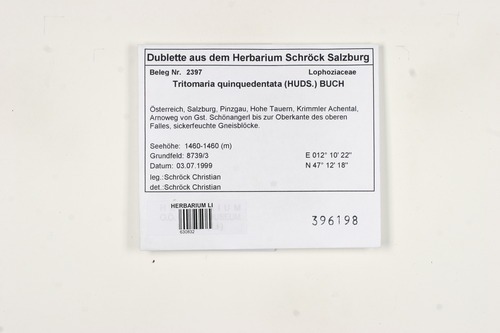 Dublette aus dem Herbarium Schröck Salzburg
Beleg Nr. 2397 Lophoziaceae
Tritomaria quinquedentata (HUDS.) BUCH
Österreich, Salzburg, Pinzgau, Hohe Tauern, Krimmler Achental,
Arnoweg von Gst. Schönangerl bis zur Oberkante des oberen
Falles, sickerfeuchte Gneisblöcke.
Seehöhe: 1460-1460 (m)
Grundfeld: 8739/3 E 012° 10' 22"
Datum: 03.07.1999 N 47° 12' 18"
leg.: Schröck Christian
det.: Schröck Christian
HERBARIUM LI
396198